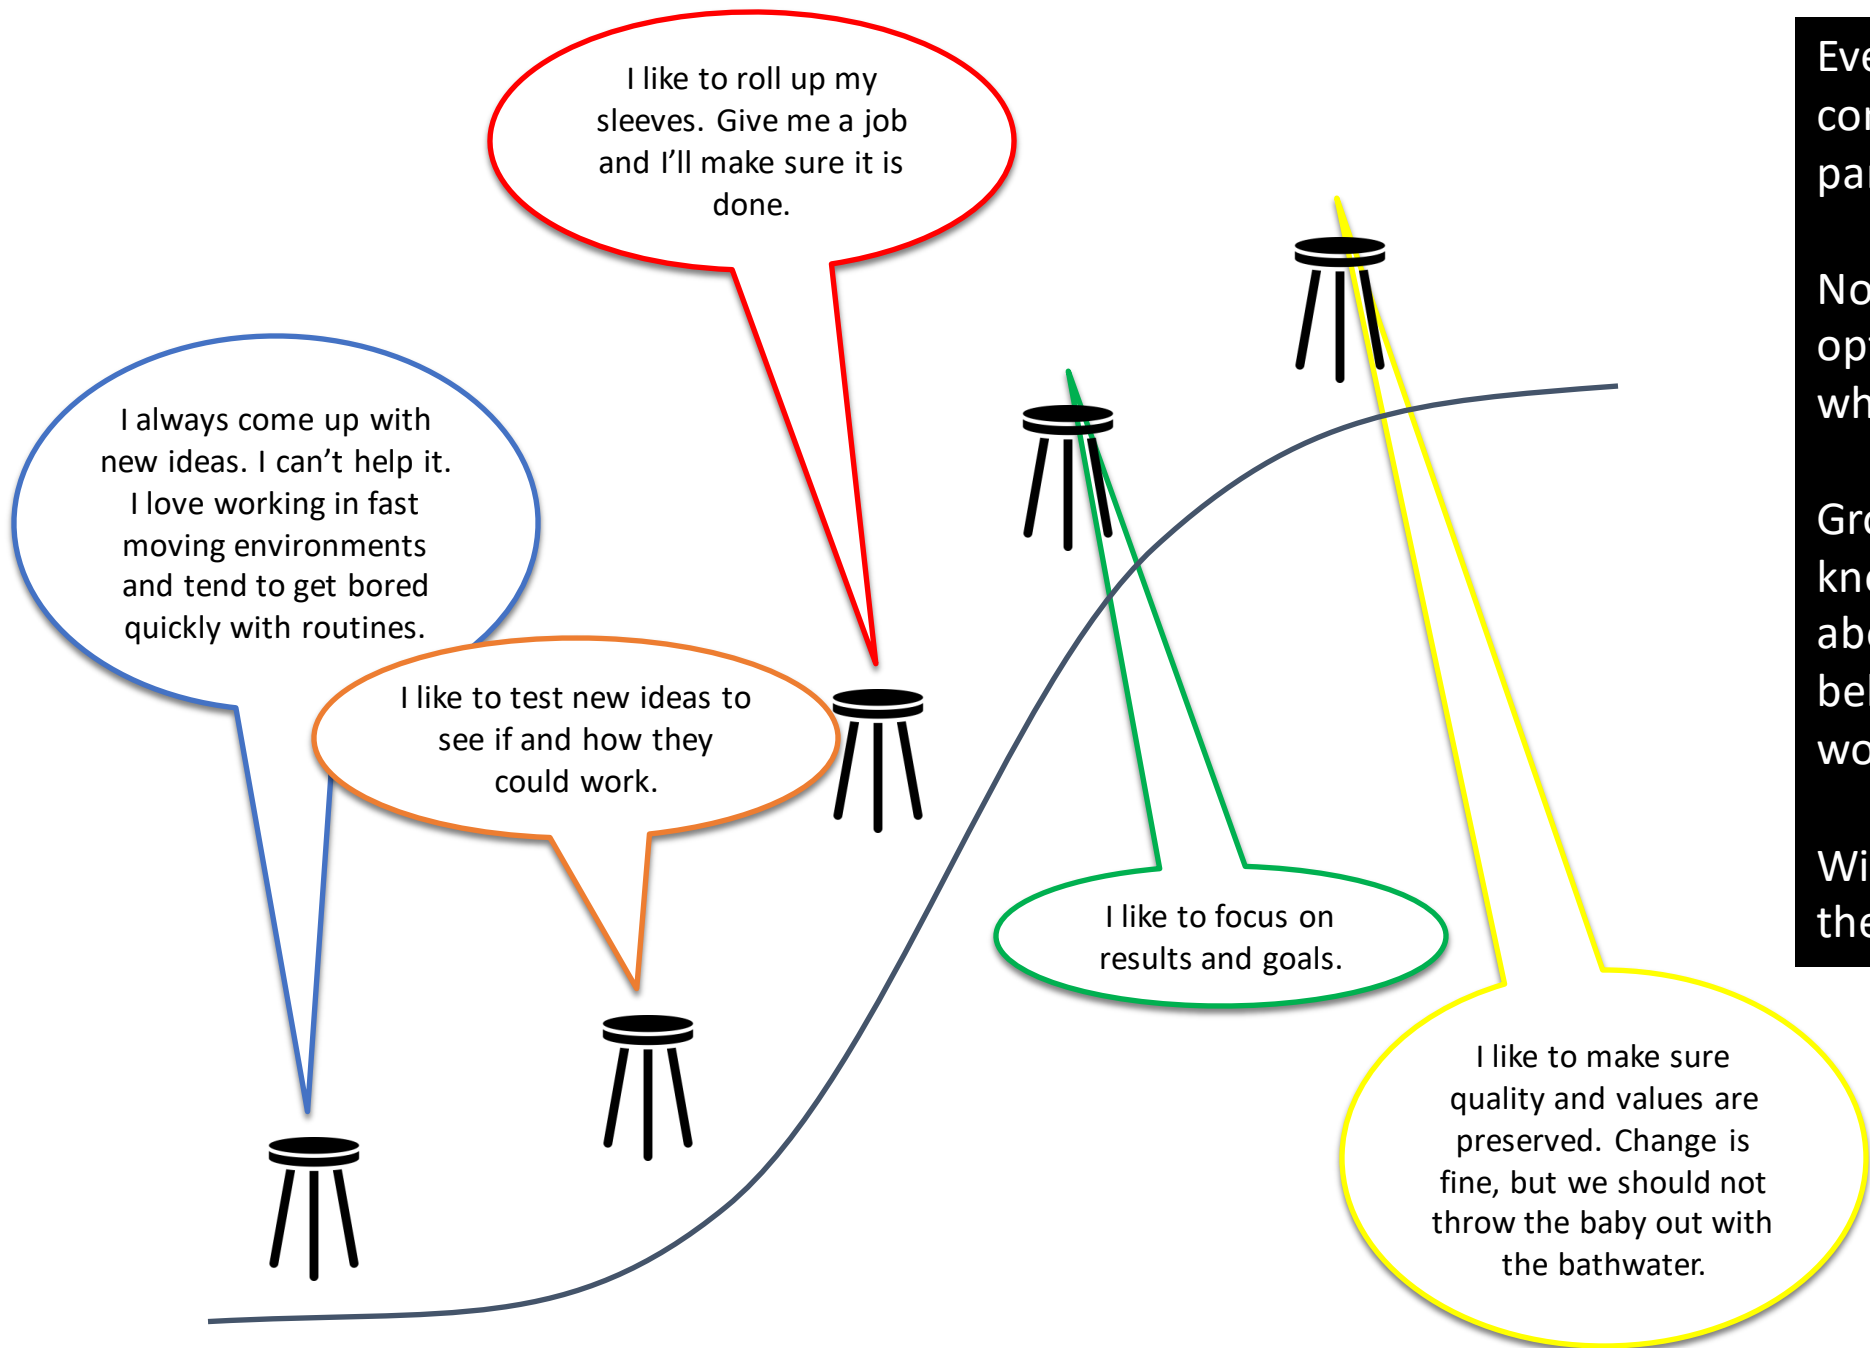 I like to roll up my
sleeves. Give me a job
and I'll make sure it is
done.
I always come up with
new ideas. I can't help it.
I love working in fast
moving environments
and tend to get bored
quickly with routines.
I like to test new ideas to
see if and how they
could work.
I like to focus on
results and goals.
I like to make sure
quality and values are
preserved. Change is
fine, but we should not
throw the baby out with
the bathwater.
Eve
No
Wi
the